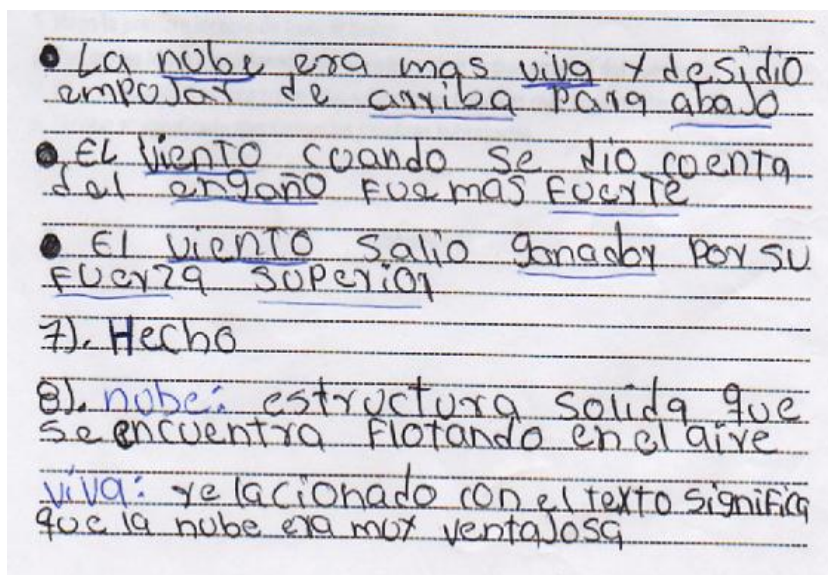 ● La nube era mas viva y desidio
empujar de arriba para abajo
● El viento cuando se dio cuenta
del engaño fue mas fuerte
● El viento salio ganador por su
fuerza superior
7). Hecho
8). nube: estructura solida que
se encuentra flotando en el aire
viva: relacionado con el texto significa
que la nube era muy ventajosa